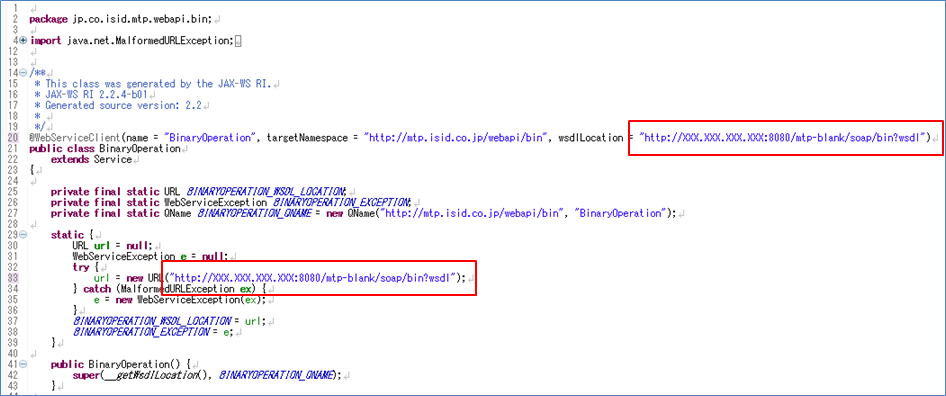 1
2 package jp.co.isid.mtp.webapi.bin;
3
4 import java.net.MalformedURLException;
12
13
14 /**
15 * This class was generated by the JAX-WS RI.
16 * JAX-WS RI 2.2.4-b01
17 * Generated source version: 2.2
18 *
19 */
20 @WebServiceClient(name = "BinaryOperation", targetNamespace = "http://mtp.isid.co.jp/webapi/bin", wsdlLocation = "http://XXX.XXX.XXX.XXX:8080/mtp-blank/soap/bin?wsdl")
21 public class BinaryOperation
22 extends Service
23 {
24
25 private final static URL BINARYOPERATION_WSDL_LOCATION;
26 private final static WebServiceException BINARYOPERATION_EXCEPTION;
27 private final static QName BINARYOPERATION_QNAME = new QName("http://mtp.isid.co.jp/webapi/bin", "BinaryOperation");
28
29 static {
30 URL url = null;
31 WebServiceException e = null;
32 try {
33 url = new URL("http://XXX.XXX.XXX.XXX:8080/mtp-blank/soap/bin?wsdl");
34 } catch (MalformedURLException ex) {
35 e = new WebServiceException(ex);
36 }
37 BINARYOPERATION_WSDL_LOCATION = url;
38 BINARYOPERATION_EXCEPTION = e;
39 }
40
41 public BinaryOperation() {
42 super(__getWsdlLocation(), BINARYOPERATION_QNAME);
43 }